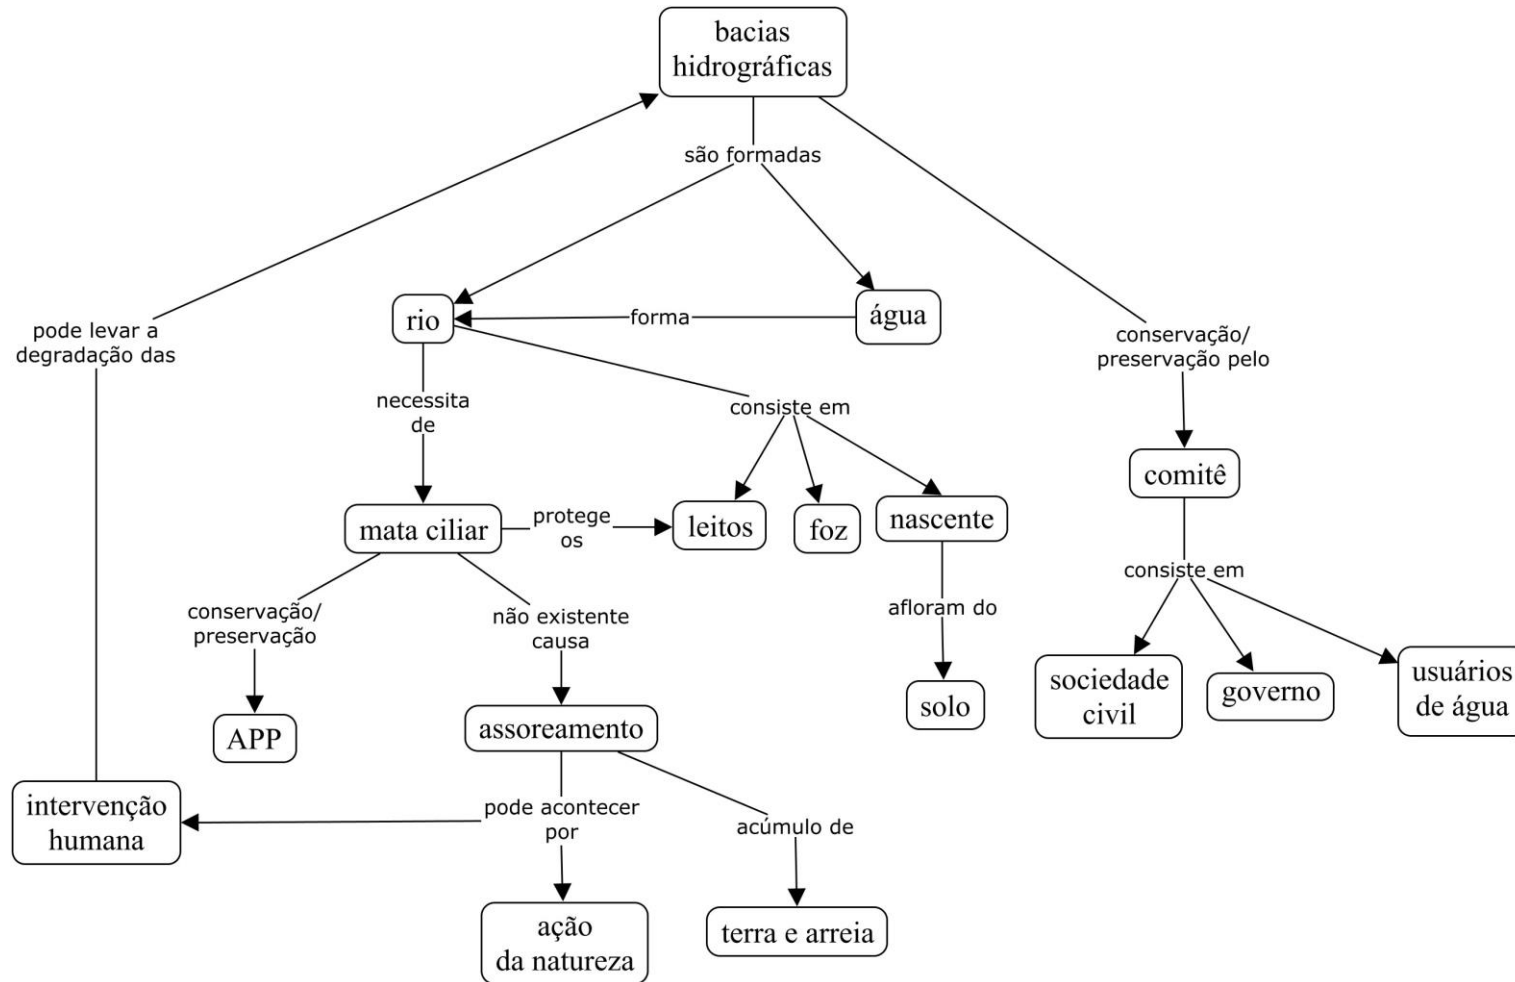 bacias
hidrográficas
são formadas
rio
forma
água
pode levar a
degradação das
conservação/
preservação pelo
necessita
de
consiste em
comitê
mata ciliar
protege
os
leitos
foz
nascente
consiste em
conservação/
preservação
não existente
causa
afloram do
sociedade
civil
governo
usuários
de água
APP
assoreamento
solo
intervenção
humana
pode acontecer
por
acúmulo de
ação
da natureza
terra e arreia